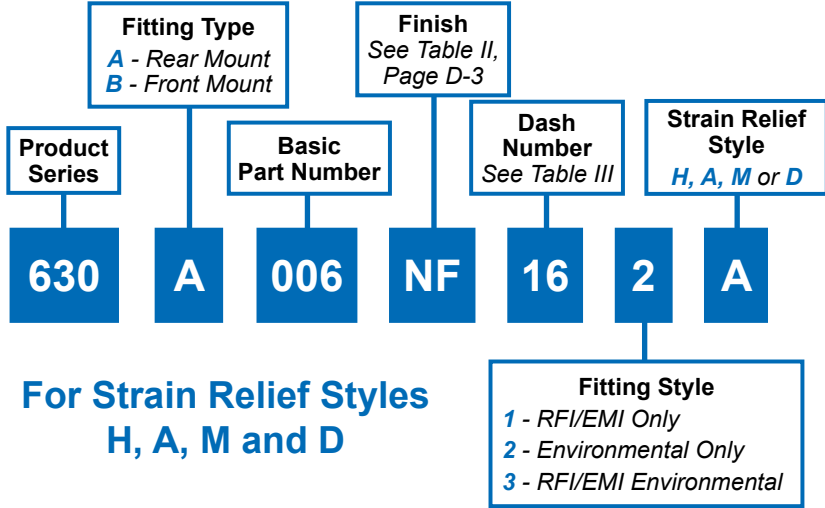 Fitting Type
A - Rear Mount
B - Front Mount
Finish
See Table II,
Page D-3
Product
Series
Basic
Part Number
Dash
Number
See Table III
Strain Relief
Style
H, A, M or D
630
A
006
NF
16
2
A
For Strain Relief Styles
H, A, M and D
Fitting Style
1 - RFI/EMI Only
2 - Environmental Only
3 - RFI/EMI Environmental